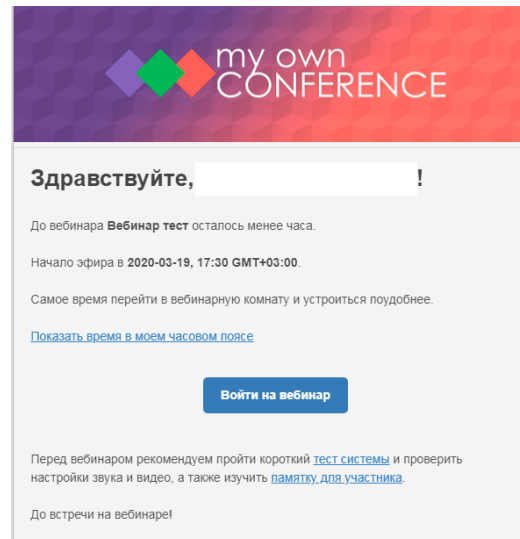 my own
CONFERENCE
Здравствуйте, !
До вебинара Вебинар тест осталось менее часа.
Начало эфира в 2020-03-19, 17:30 GMT+03:00.
Самое время перейти в вебинарную комнату и устроиться поудобнее.
Показать время в моем часовом поясе
Войти на вебинар
Перед вебинаром рекомендуем пройти короткий тест системы и проверить
настройки звука и видео, а также изучить памятку для участника.
До встречи на вебинаре!